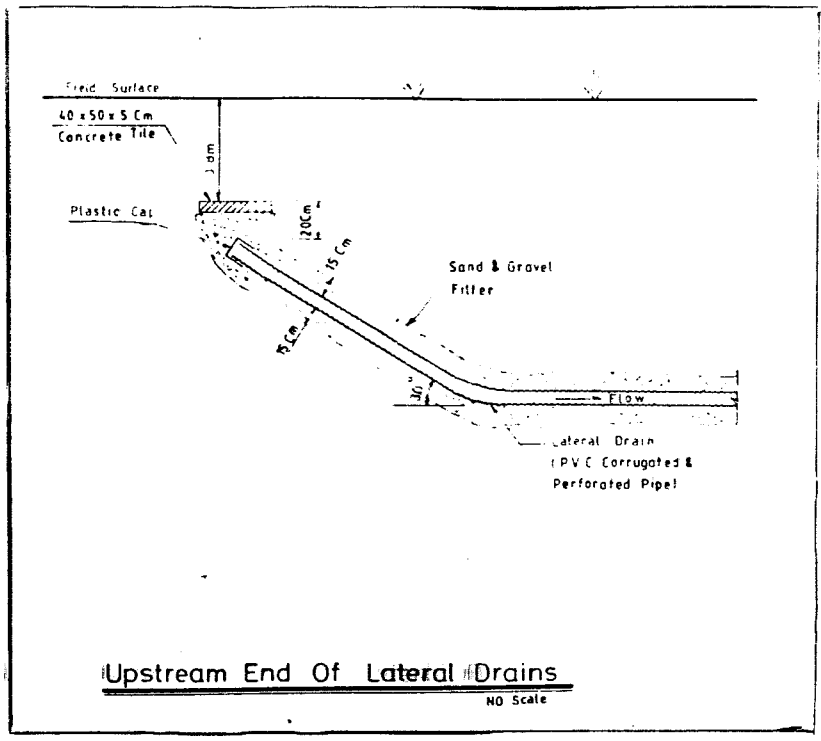 Field Surface
40 x 50 x 5 Cm
Concrete Tile
Plastic Cap
20Cm
15 Cm
15 Cm
Sand & Gravel
Filter
30°
Flow
Lateral Drain
(PVC Corrugated &
Perforated Pipe)
Upstream End Of Lateral Drains
NO Scale